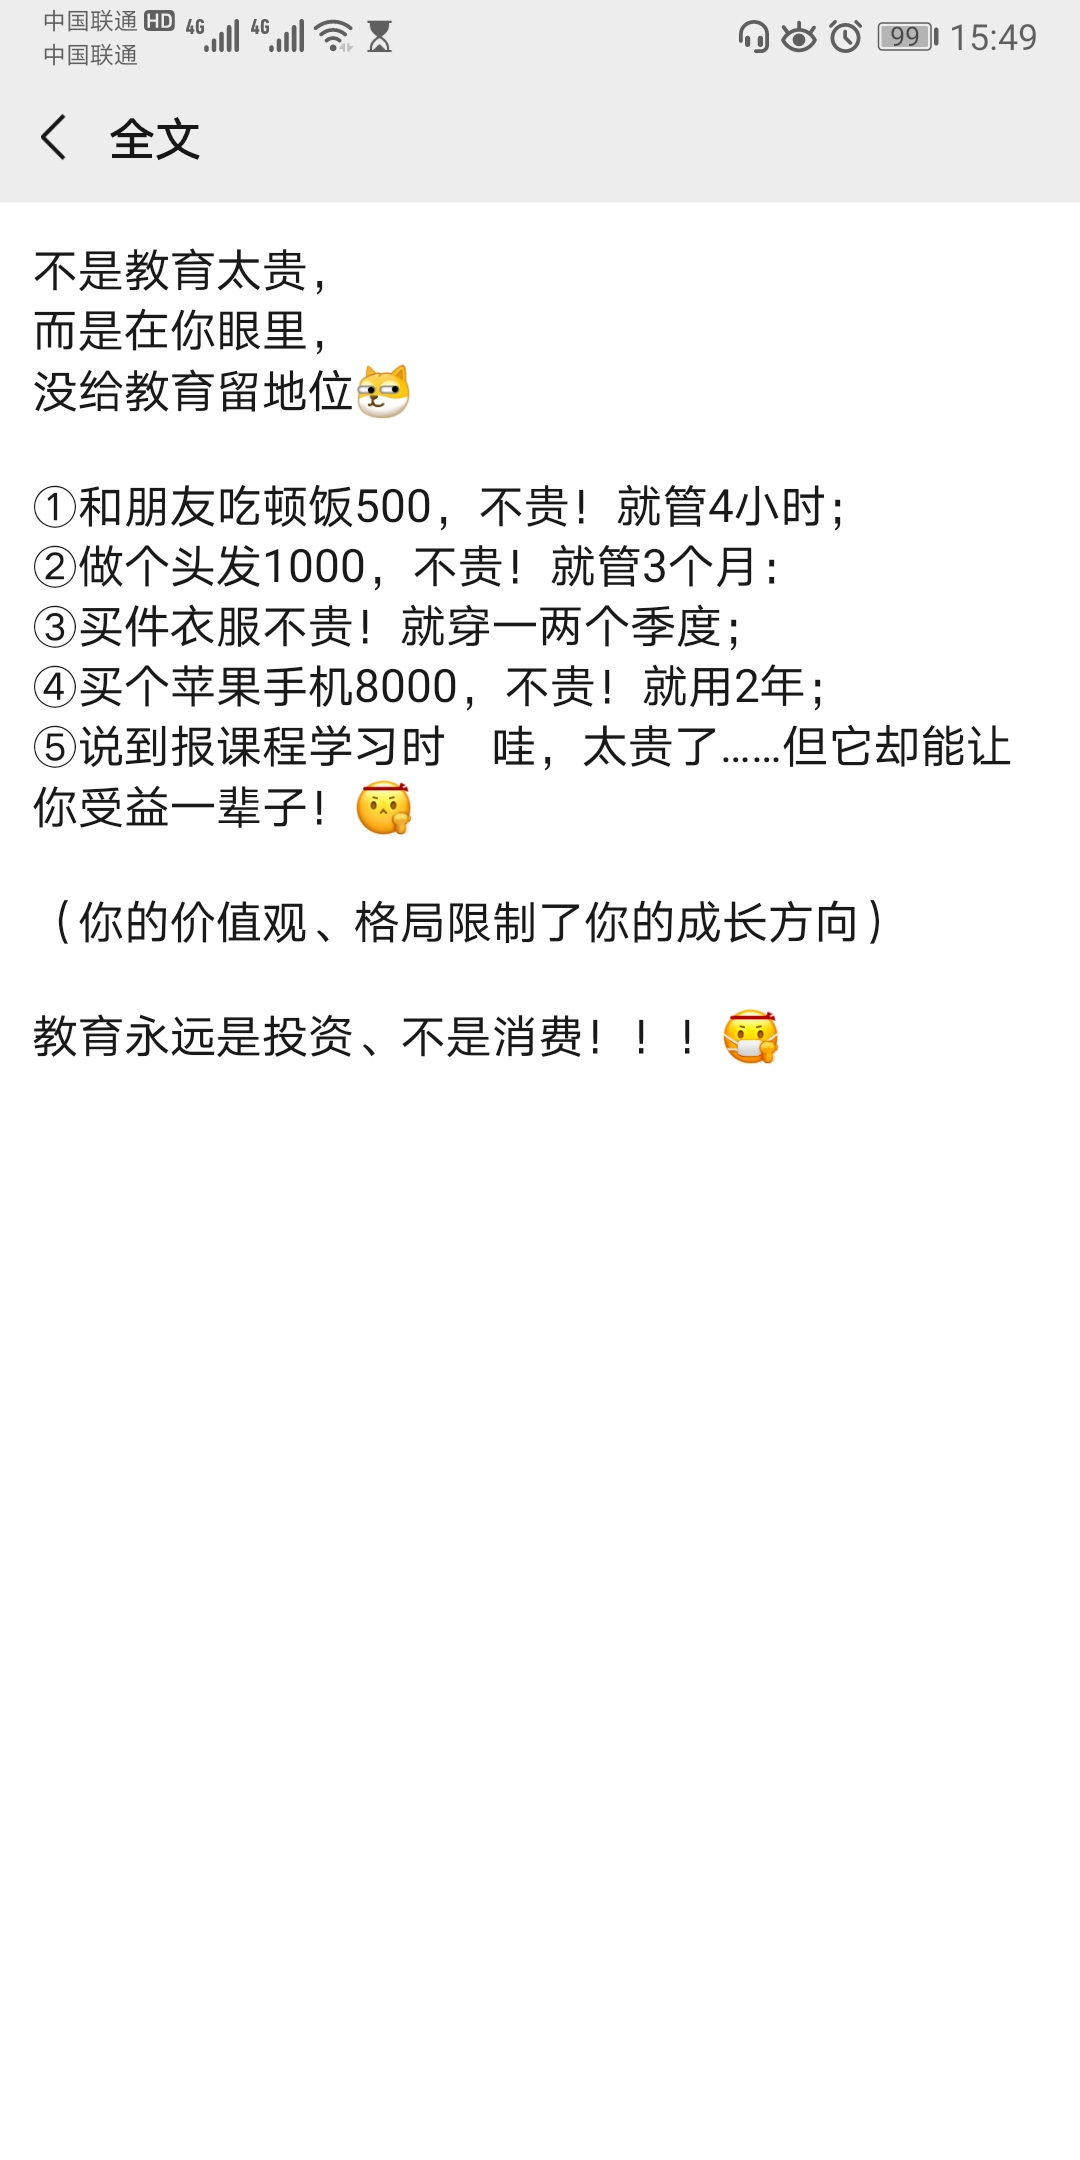 中国联通 HD 4G 4G 99 15:49
中国联通
全文
不是教育太贵，
而是在你眼里，
没给教育留地位
①和朋友吃顿饭500，不贵！就管4小时；
②做个头发1000，不贵！就管3个月：
③买件衣服不贵！就穿一两个季度；
④买个苹果手机8000，不贵！就用2年；
⑤说到报课程学习时　哇，太贵了……但它却能让
你受益一辈子！
（你的价值观、格局限制了你的成长方向）
教育永远是投资、不是消费！！！